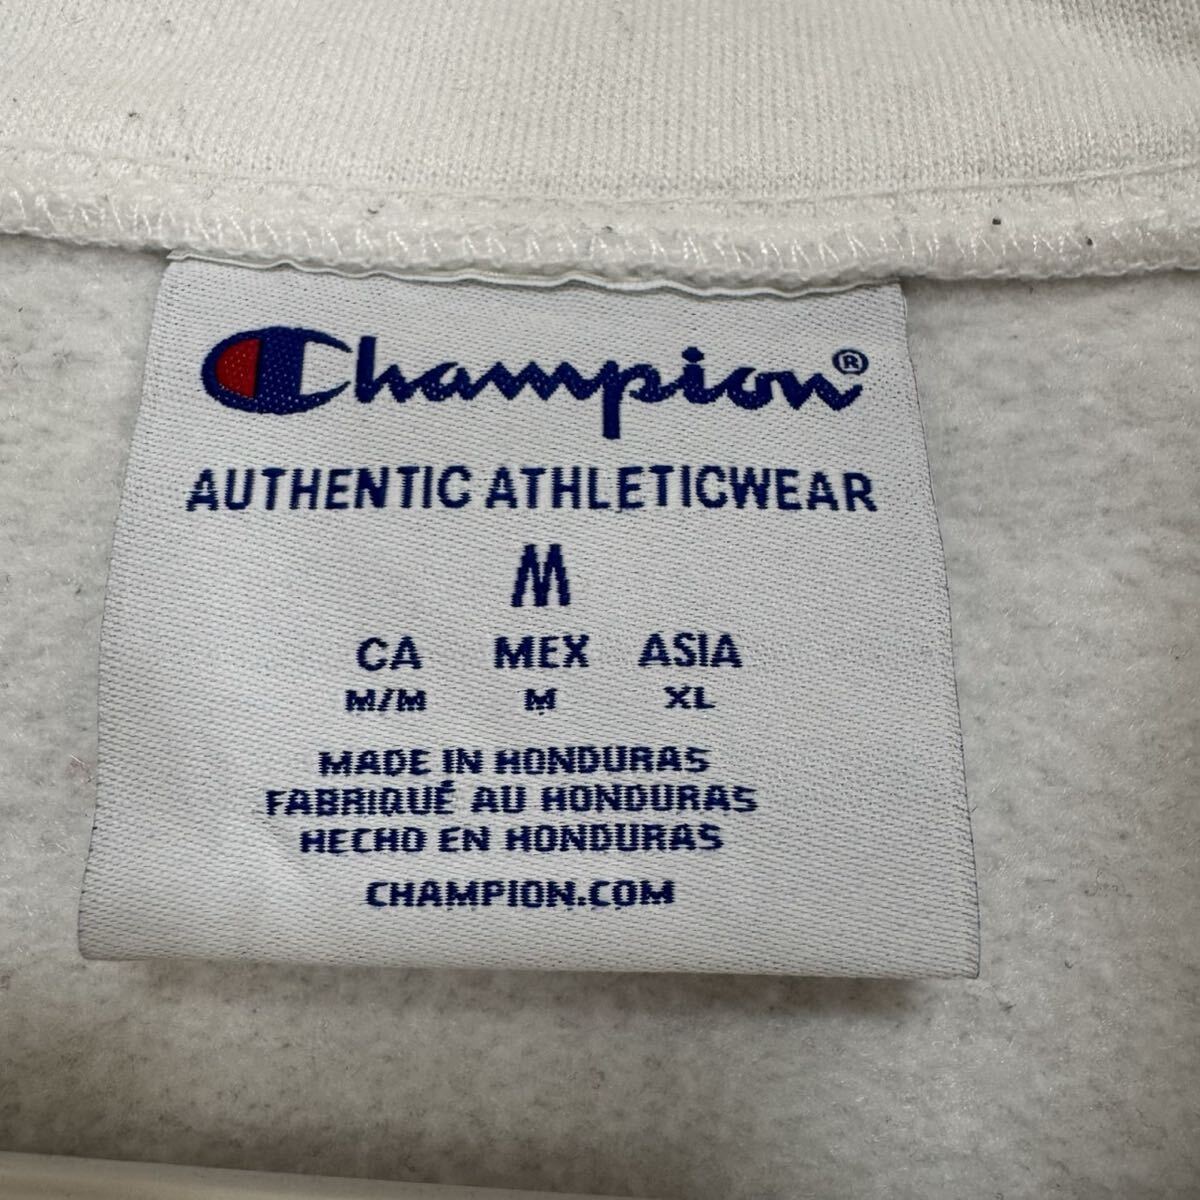 Champion®
AUTHENTIC ATHLETICWEAR
M
CA MEX ASIA
M/M M XL
MADE IN HONDURAS
FABRIQUÉ AU HONDURAS
HECHO EN HONDURAS
CHAMPION.COM